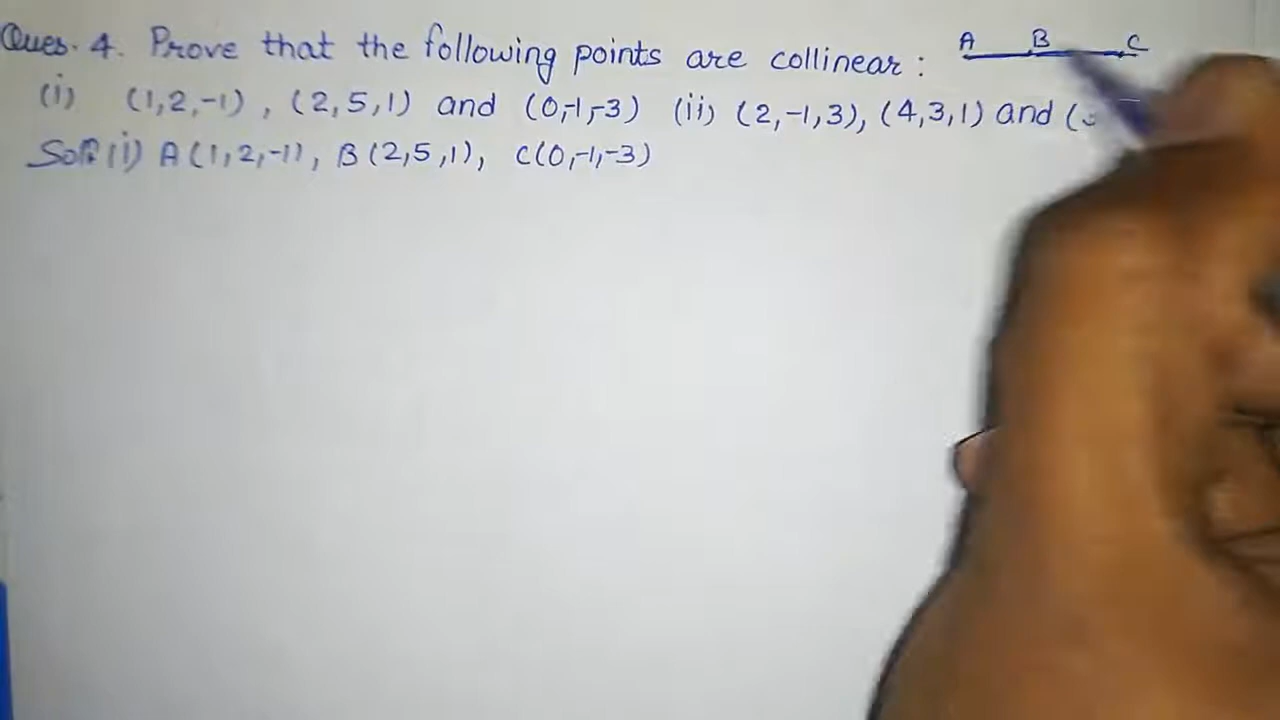 Ques. 4. Prove that the following points are collinear :
A B C
(i) (1,2,-1) , (2,5,1) and (0,-1,-3) (ii) (2,-1,3), (4,3,1) and (
Solⁿ (i) A(1,2,-1), B(2,5,1), C(0,-1,-3)